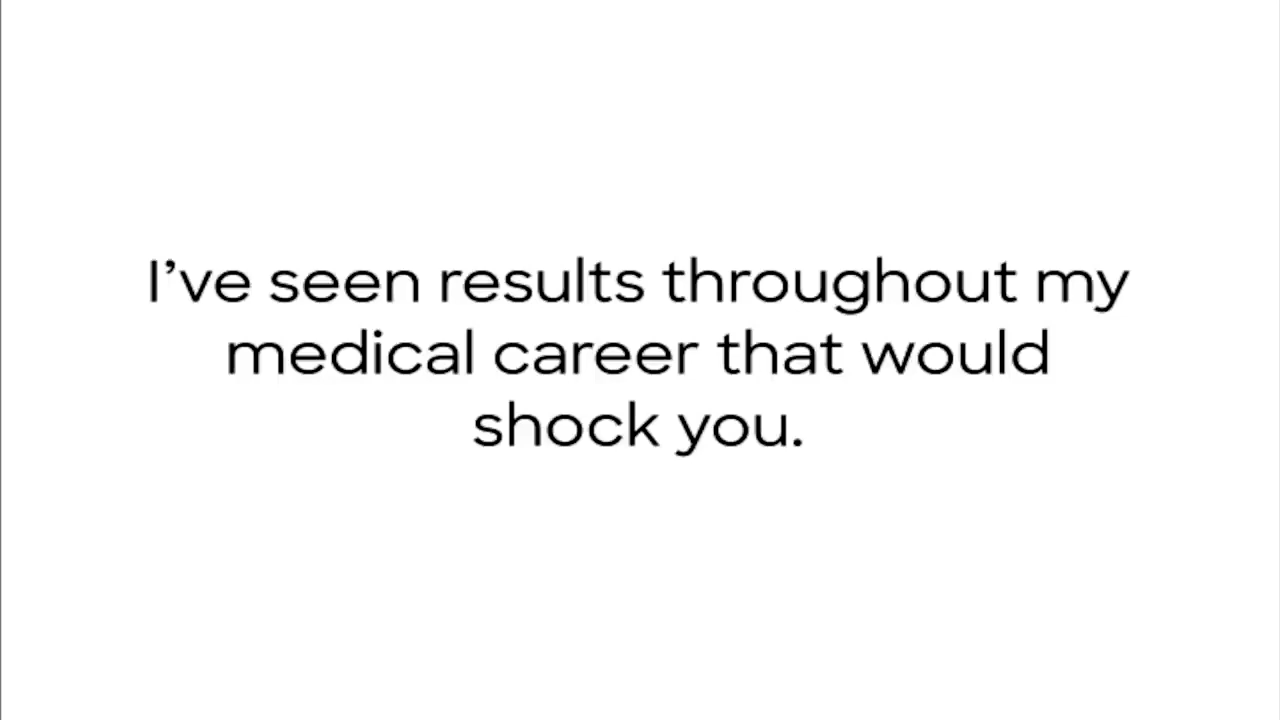 I’ve seen results throughout my
medical career that would
shock you.